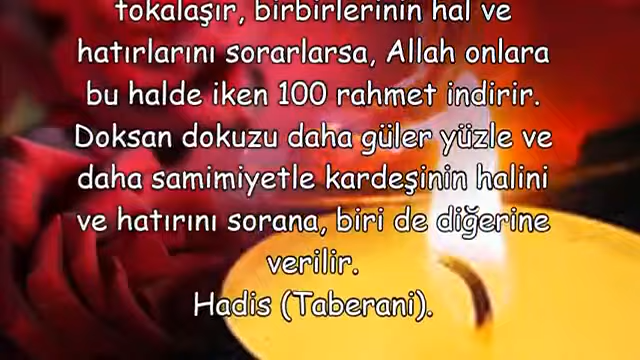 tokalaşır, birbirlerinin hal ve
hatırlarını sorarlarsa, Allah onlara
bu halde iken 100 rahmet indirir.
Doksan dokuzu daha güler yüzle ve
daha samimiyetle kardeşinin halini
ve hatırını sorana, biri de diğerine
verilir.
Hadis (Taberani).